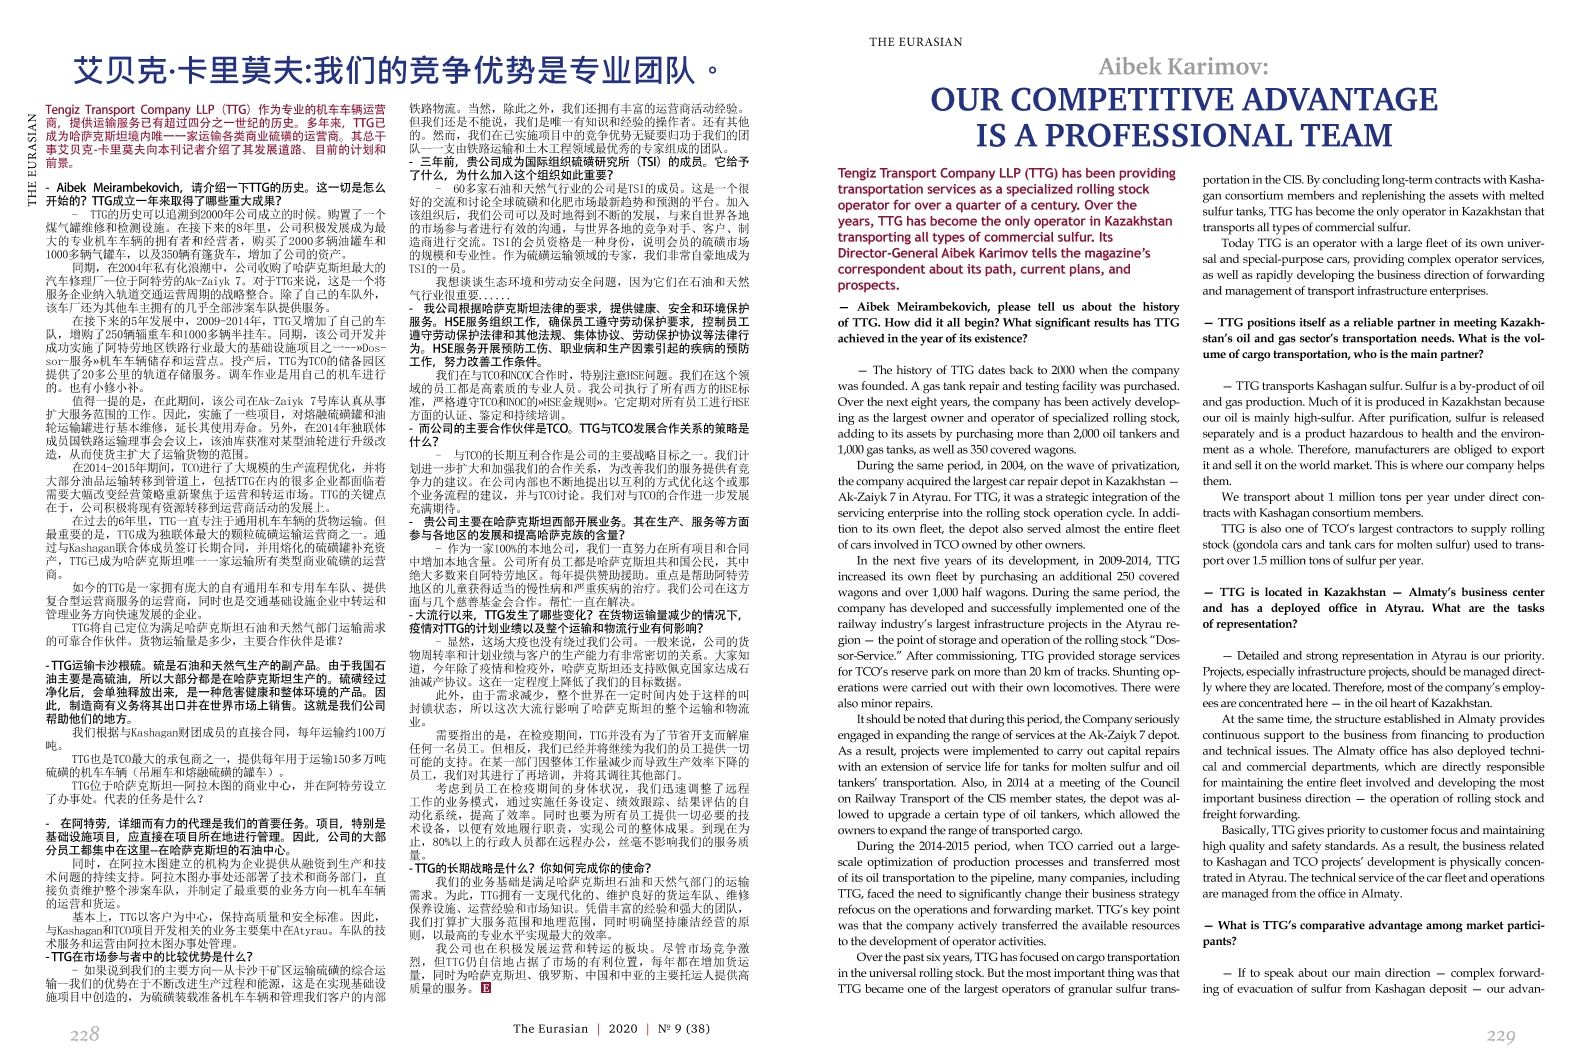 THE EURASIAN
艾贝克·卡里莫夫:我们的竞争优势是专业团队。
Tengiz Transport Company LLP (TTG) 作为专业的机车车辆运营
商，提供运输服务已有超过四分之一世纪的历史。多年来，TTG已
成为哈萨克斯坦境内唯一一家运输各类商业硫磺的运营商。其总干
事艾贝克-卡里莫夫向本刊记者介绍了其发展道路、目前的计划和
前景。
- Aibek Meirambekovich, 请介绍一下TTG的历史。这一切是怎么
开始的？TTG成立一年来取得了哪些重大成果？
– TTG的历史可以追溯到2000年公司成立的时候。购置了一个
煤气罐维修和检测设施。在接下来的8年里，公司积极发展成为最
大的专业机车车辆的拥有者和经营者，购买了2000多辆油罐车和
1000多辆气罐车，以及350辆有蓬货车，增加了公司的资产。
同期，在2004年私有化浪潮中，公司收购了哈萨克斯坦最大的
汽车修理厂—位于阿特劳的Ak-Zaiyk 7。对于TTG来说，这是一个将
服务企业纳入轨道交通运营周期的战略整合。除了自己的车队外，
该车厂还为其他车主拥有的几乎全部涉案车队提供服务。
在接下来的5年发展中，2009-2014年，TTG又增加了自己的车
队，增购了250辆辎重车和1000多辆半挂车。同期，该公司开发并
成功实施了阿特劳地区铁路行业最大的基础设施项目之一—»Dos-
sor—服务»机车车辆储存和运营点。投产后，TTG为TCO的储备园区
提供了20多公里的轨道存储服务。调车作业是用自己的机车进行
的。也有小修小补。
值得一提的是，在此期间，该公司在Ak-Zaiyk 7号库认真从事
扩大服务范围的工作。因此，实施了一些项目，对熔融硫磺罐和油
轮运输罐进行基本维修，延长其使用寿命。另外，在2014年独联体
成员国铁路运输理事会会议上，该油库获准对某型油轮进行升级改
造，从而使货主扩大了运输货物的范围。
在2014-2015年期间，TCO进行了大规模的生产流程优化，并将
大部分油品运输转移到管道上，包括TTG在内的很多企业都面临着
需要大幅改变经营策略重新聚焦于运营和转运市场。TTG的关键点
在于，公司积极将现有资源转移到运营商活动的发展上。
在过去的6年里，TTG一直专注于通用机车车辆的货物运输。但
最重要的是，TTG成为独联体最大的颗粒硫磺运输运营商之一。通
过与Kashagan联合体成员签订长期合同，并用熔化的硫磺罐补充资
产，TTG已成为哈萨克斯坦唯一一家运输所有类型商业硫磺的运营
商。
如今的TTG是一家拥有庞大的自有通用车和专用车车队、提供
复合型运营商服务的运营商，同时也是交通基础设施企业中转运和
管理业务方向快速发展的企业。
TTG将自己定位为满足哈萨克斯坦石油和天然气部门运输需求
的可靠合作伙伴。货物运输量是多少，主要合作伙伴是谁？
- TTG运输卡沙根硫。硫是石油和天然气生产的副产品。由于我国石
油主要是高硫油，所以大部分都是在哈萨克斯坦生产的。硫磺经过
净化后，会单独释放出来，是一种危害健康和整体环境的产品。因
此，制造商有义务将其出口并在世界市场上销售。这就是我们公司
帮助他们的地方。
我们根据与Kashagan财团成员的直接合同，每年运输约100万
吨。
TTG也是TCO最大的承包商之一，提供每年用于运输150多万吨
硫磺的机车车辆（吊厢车和熔融硫磺的罐车）。
TTG位于哈萨克斯坦—阿拉木图的商业中心，并在阿特劳设立
了办事处。代表的任务是什么？
- 在阿特劳，详细而有力的代理是我们的首要任务。项目，特别是
基础设施项目，应直接在项目所在地进行管理。因此，公司的大部
分员工都集中在这里—在哈萨克斯坦的石油中心。
同时，在阿拉木图建立的机构为企业提供从融资到生产和技
术问题的持续支持。阿拉木图办事处还部署了技术和商务部门，直
接负责维护整个涉案车队，并制定了最重要的业务方向—机车车辆
的运营和货运。
基本上，TTG以客户为中心，保持高质量和安全标准。因此，
与Kashagan和TCO项目开发相关的业务主要集中在Atyrau。车队的技
术服务和运营由阿拉木图办事处管理。
- TTG在市场参与者中的比较优势是什么？
– 如果说到我们的主要方向—从卡沙干矿区运输硫磺的综合运
输—我们的优势在于不断改进生产过程和能源，这是在实现基础设
施项目中创造的，为硫磺装载准备机车车辆和管理我们客户的内部
铁路物流。当然，除此之外，我们还拥有丰富的运营商活动经验。
但我们还是不能说，我们是唯一有知识和经验的操作者。还有其他
的。然而，我们在已实施项目中的竞争优势无疑要归功于我们的团
队—一支由铁路运输和土木工程领域最优秀的专家组成的团队。
- 三年前，贵公司成为国际组织硫磺研究所（TSI）的成员。它给予
了什么，为什么加入这个组织如此重要？
– 60多家石油和天然气行业的公司是TSI的成员。这是一个很
好的交流和讨论全球硫磺和化肥市场最新趋势和预测的平台。加入
该组织后，我们公司可以及时地得到不断的发展，与来自世界各地
的市场参与者进行有效的沟通，与世界各地的竞争对于、客户、制
造商进行交流。TSI的会员资格是一种身份，说明会员的硫磺市场
的规模和专业性。作为硫磺运输领域的专家，我们非常自豪地成为
TSI的一员。
我想谈谈生态环境和劳动安全问题，因为它们在石油和天然
气行业很重要......
- 我公司根据哈萨克斯坦法律的要求，提供健康、安全和环境保护
服务。HSE服务组织工作，确保员工遵守劳动保护要求，控制员工
遵守劳动保护法律和其他法规、集体协议、劳动保护协议等法律行
为。HSE服务开展预防工伤、职业病和生产因素引起的疾病的预防
工作，努力改善工作条件。
我们在与TCO和NCOC合作时，特别注意HSE问题。我们在这个领
域的员工都是高素质的专业人员。我公司执行了所有西方的HSE标
准，严格遵守TCO和NOC的»HSE金规则»。它定期对所有员工进行HSE
方面的认证、鉴定和持续培训。
- 而公司的主要合作伙伴是TCO。TTG与TCO发展合作关系的策略是
什么？
– 与TCO的长期互利合作是公司的主要战略目标之一。我们计
划进一步扩大和加强我们的合作关系，为改善我们的服务提供有竞
争力的建议。在公司内部也不断地提出以互利的方式优化这个或那
个业务流程的建议，并与TCO讨论。我们对与TCO的合作进一步发展
充满期待。
- 贵公司主要在哈萨克斯坦西部开展业务。其在生产、服务等方面
参与各地区的发展和提高哈萨克族的含量？
– 作为一家100%的本地公司，我们一直努力在所有项目和合同
中增加本地含量。公司所有员工都是哈萨克斯坦共和国公民，其中
绝大多数来自阿特劳地区。每年提供赞助援助。重点是帮助阿特劳
地区的儿童获得适当的慢性病和严重疾病的治疗。我们公司在这方
面与几个慈善基金会合作。帮忙一直在解决。
- 大流行以来，TTG发生了哪些变化？在货物运输量减少的情况下，
疫情对TTG的计划业绩以及整个运输和物流行业有何影响？
– 显然，这场大疫也没有绕过我们公司。一般来说，公司的货
物周转率和计划业绩与客户的生产能力有非常密切的关系。大家知
道，今年除了疫情和检疫外，哈萨克斯坦还支持欧佩克国家达成石
油减产协议。这在一定程度上降低了我们的目标数据。
此外，由于需求减少，整个世界在一定时间内处于这样的叫
封锁状态，所以这次大流行影响了哈萨克斯坦的整个运输和物流
业。
需要指出的是，在检疫期间，TTG并没有为了节省开支而解雇
任何一名员工。但相反，我们已经并将继续为我们的员工提供一切
可能的支持。在某一部门因整体工作量减少而导致生产效率下降的
员工，我们对其进行了再培训，并将其调往其他部门。
考虑到员工在检疫期间的身体状况，我们迅速调整了远程
工作的业务模式，通过实施任务设定、绩效跟踪、结果评估的自
动化系统，提高了效率。同时也要为所有员工提供一切必要的技
术设备，以便有效地履行职责，实现公司的整体成果。到现在为
止，80%以上的行政人员都在远程办公，丝毫不影响我们的服务质
量。
- TTG的长期战略是什么？你如何完成你的使命？
我们的业务基础是满足哈萨克斯坦石油和天然气部门的运输
需求。为此，TTG拥有一支现代化的、维护良好的货运车队、维修
保养设施、运营经验和市场知识。凭借丰富的经验和强大的团队，
我们打算扩大服务范围和地理范围，同时明确坚持廉洁经营的原
则，以最高的专业水平实现最大的效率。
我公司也在积极发展运营和转运的板块。尽管市场竞争激
烈，但TTG仍自信地占据了市场的有利位置，每年都在增加货运
量，同时为哈萨克斯坦、俄罗斯、中国和中亚的主要托运人提供高
质量的服务。E
228
The Eurasian | 2020 | № 9 (38)
THE EURASIAN
Aibek Karimov:
OUR COMPETITIVE ADVANTAGE
IS A PROFESSIONAL TEAM
Tengiz Transport Company LLP (TTG) has been providing
transportation services as a specialized rolling stock
operator for over a quarter of a century. Over the
years, TTG has become the only operator in Kazakhstan
transporting all types of commercial sulfur. Its
Director-General Aibek Karimov tells the magazine's
correspondent about its path, current plans, and
prospects.
— Aibek Meirambekovich, please tell us about the history
of TTG. How did it all begin? What significant results has TTG
achieved in the year of its existence?
— The history of TTG dates back to 2000 when the company
was founded. A gas tank repair and testing facility was purchased.
Over the next eight years, the company has been actively develop-
ing as the largest owner and operator of specialized rolling stock,
adding to its assets by purchasing more than 2,000 oil tankers and
1,000 gas tanks, as well as 350 covered wagons.
During the same period, in 2004, on the wave of privatization,
the company acquired the largest car repair depot in Kazakhstan —
Ak-Zaiyk 7 in Atyrau. For TTG, it was a strategic integration of the
servicing enterprise into the rolling stock operation cycle. In addi-
tion to its own fleet, the depot also served almost the entire fleet
of cars involved in TCO owned by other owners.
In the next five years of its development, in 2009-2014, TTG
increased its own fleet by purchasing an additional 250 covered
wagons and over 1,000 half wagons. During the same period, the
company has developed and successfully implemented one of the
railway industry's largest infrastructure projects in the Atyrau re-
gion — the point of storage and operation of the rolling stock "Dos-
sor-Service." After commissioning, TTG provided storage services
for TCO's reserve park on more than 20 km of tracks. Shunting op-
erations were carried out with their own locomotives. There were
also minor repairs.
It should be noted that during this period, the Company seriously
engaged in expanding the range of services at the Ak-Zaiyk 7 depot.
As a result, projects were implemented to carry out capital repairs
with an extension of service life for tanks for molten sulfur and oil
tankers' transportation. Also, in 2014 at a meeting of the Council
on Railway Transport of the CIS member states, the depot was al-
lowed to upgrade a certain type of oil tankers, which allowed the
owners to expand the range of transported cargo.
During the 2014-2015 period, when TCO carried out a large-
scale optimization of production processes and transferred most
of its oil transportation to the pipeline, many companies, including
TTG, faced the need to significantly change their business strategy
refocus on the operations and forwarding market. TTG's key point
was that the company actively transferred the available resources
to the development of operator activities.
Over the past six years, TTG has focused on cargo transportation
in the universal rolling stock. But the most important thing was that
TTG became one of the largest operators of granular sulfur trans-
portation in the CIS. By concluding long-term contracts with Kasha-
gan consortium members and replenishing the assets with melted
sulfur tanks, TTG has become the only operator in Kazakhstan that
transports all types of commercial sulfur.
Today TTG is an operator with a large fleet of its own univer-
sal and special-purpose cars, providing complex operator services,
as well as rapidly developing the business direction of forwarding
and management of transport infrastructure enterprises.
— TTG positions itself as a reliable partner in meeting Kazakh-
stan's oil and gas sector's transportation needs. What is the vol-
ume of cargo transportation, who is the main partner?
— TTG transports Kashagan sulfur. Sulfur is a by-product of oil
and gas production. Much of it is produced in Kazakhstan because
our oil is mainly high-sulfur. After purification, sulfur is released
separately and is a product hazardous to health and the environ-
ment as a whole. Therefore, manufacturers are obliged to export
it and sell it on the world market. This is where our company helps
them.
We transport about 1 million tons per year under direct con-
tracts with Kashagan consortium members.
TTG is also one of TCO's largest contractors to supply rolling
stock (gondola cars and tank cars for molten sulfur) used to trans-
port over 1.5 million tons of sulfur per year.
— TTG is located in Kazakhstan — Almaty's business center
and has a deployed office in Atyrau. What are the tasks
of representation?
— Detailed and strong representation in Atyrau is our priority.
Projects, especially infrastructure projects, should be managed direct-
ly where they are located. Therefore, most of the company's employ-
ees are concentrated here — in the oil heart of Kazakhstan.
At the same time, the structure established in Almaty provides
continuous support to the business from financing to production
and technical issues. The Almaty office has also deployed techni-
cal and commercial departments, which are directly responsible
for maintaining the entire fleet involved and developing the most
important business direction — the operation of rolling stock and
freight forwarding.
Basically, TTG gives priority to customer focus and maintaining
high quality and safety standards. As a result, the business related
to Kashagan and TCO projects' development is physically concen-
trated in Atyrau. The technical service of the car fleet and operations
are managed from the office in Almaty.
— What is TTG's comparative advantage among market partici-
pants?
— If to speak about our main direction — complex forward-
ing of evacuation of sulfur from Kashagan deposit — our advan-
229
THE EURASIAN